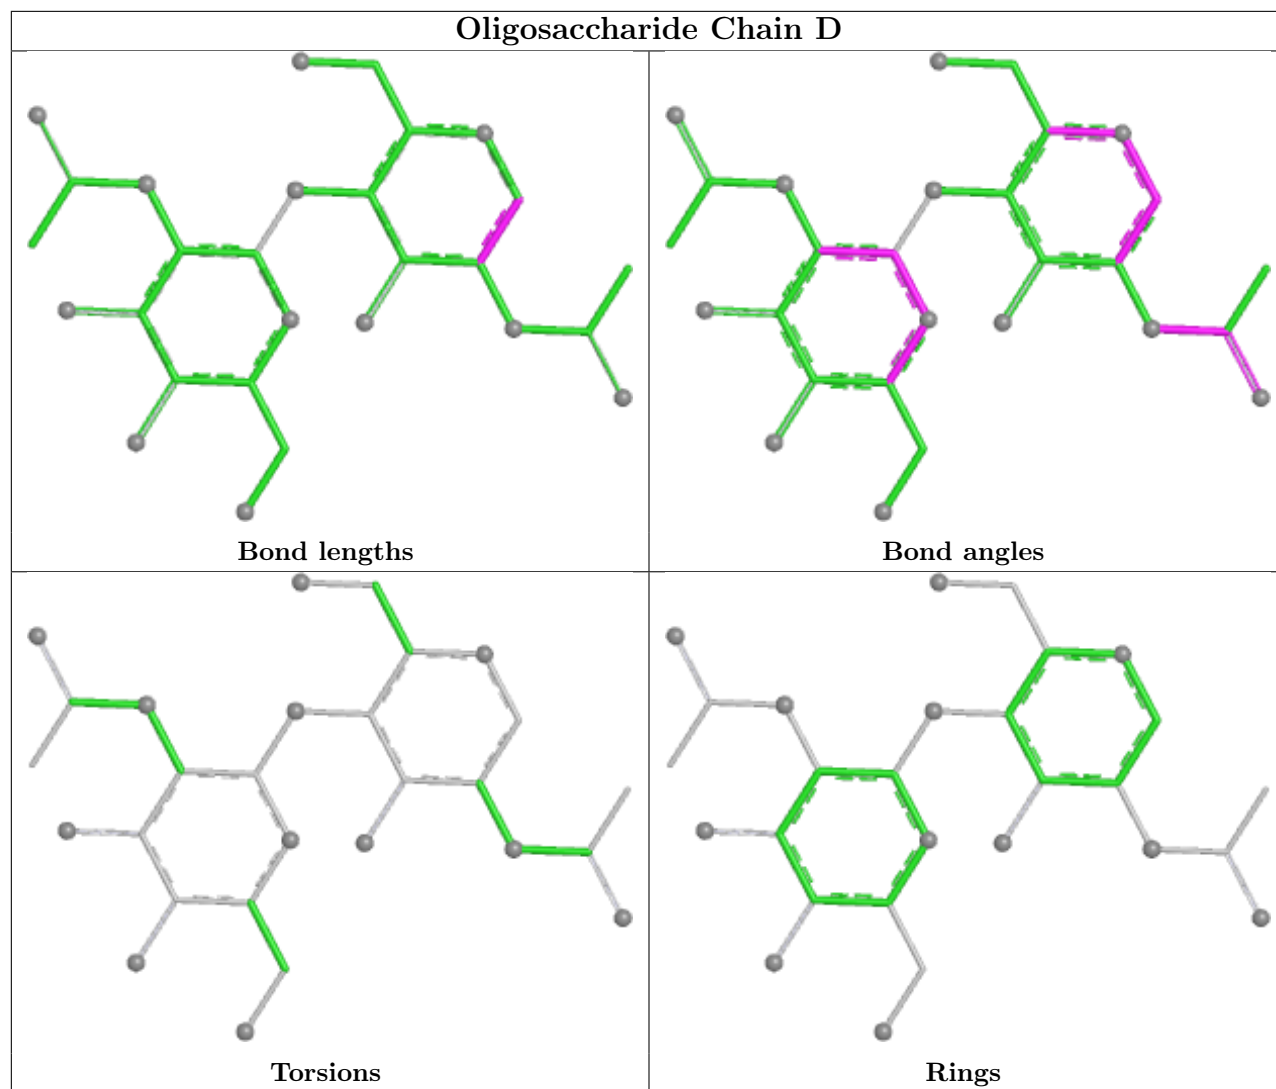 Oligosaccharide Chain D
Bond lengths
Bond angles
Torsions
Rings